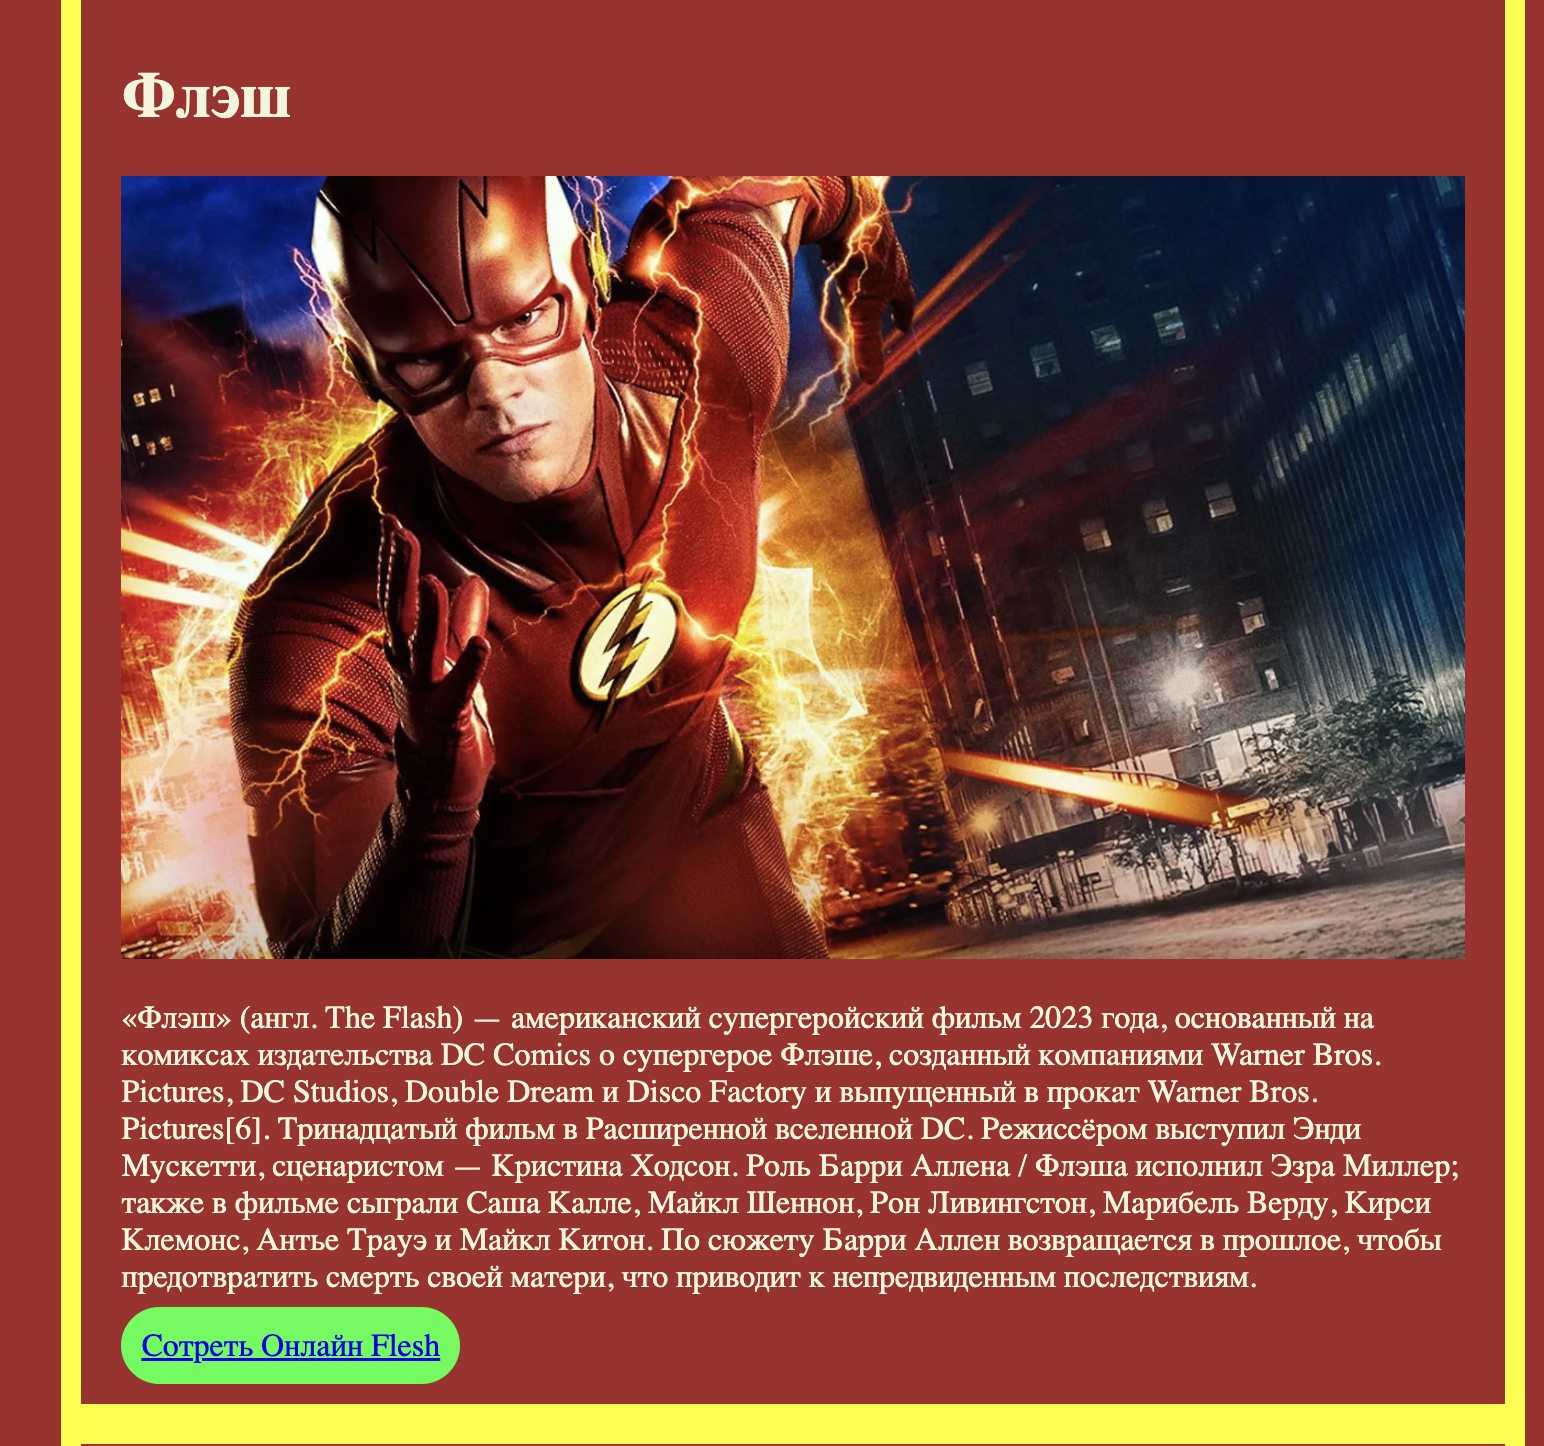 Флэш
«Флэш» (англ. The Flash) — американский супергеройский фильм 2023 года, основанный на
комиксах издательства DC Comics о супергерое Флэше, созданный компаниями Warner Bros.
Pictures, DC Studios, Double Dream и Disco Factory и выпущенный в прокат Warner Bros.
Pictures[6]. Тринадцатый фильм в Расширенной вселенной DC. Режиссёром выступил Энди
Мускетти, сценаристом — Кристина Ходсон. Роль Барри Аллена / Флэша исполнил Эзра Миллер;
также в фильме сыграли Саша Калле, Майкл Шеннон, Рон Ливингстон, Марибель Верду, Кирси
Клемонс, Антье Трауэ и Майкл Китон. По сюжету Барри Аллен возвращается в прошлое, чтобы
предотвратить смерть своей матери, что приводит к непредвиденным последствиям.
Сотреть Онлайн Flesh